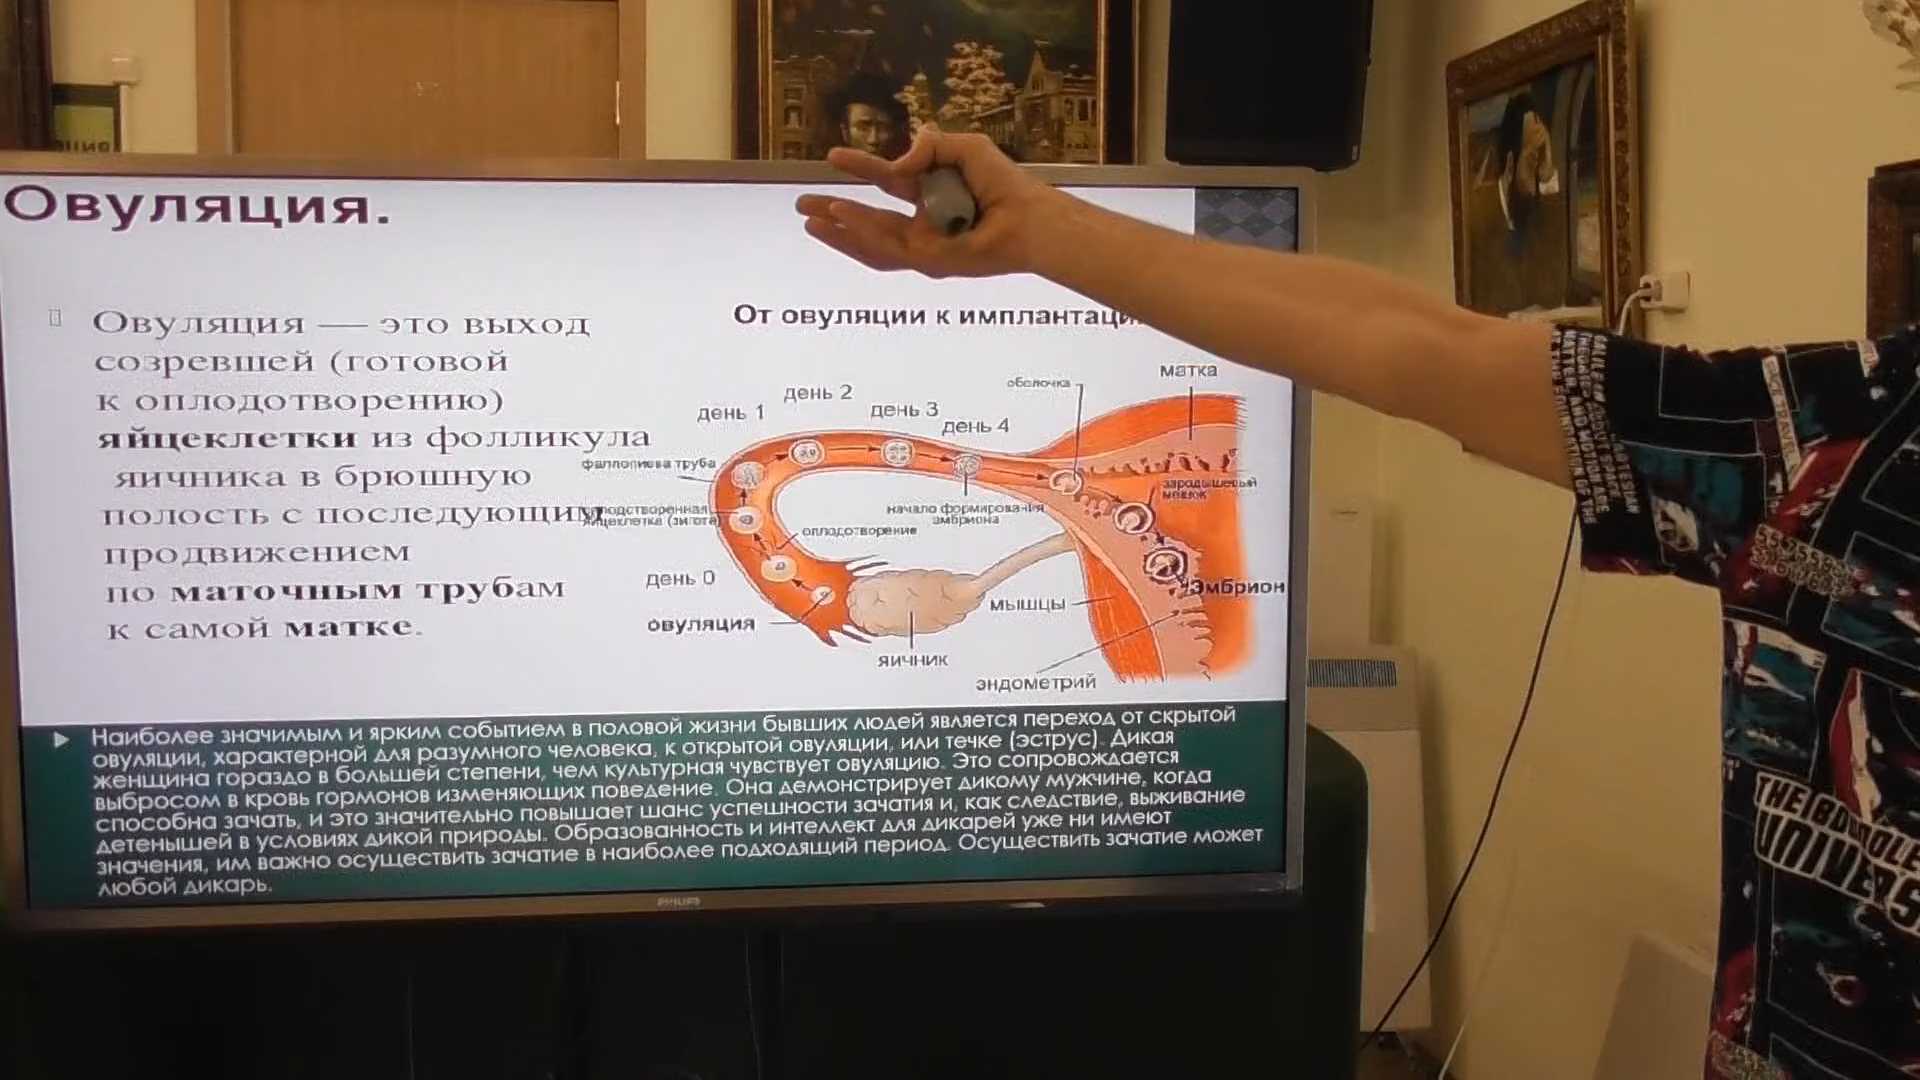 Овуляция.
Овуляция — это выход
созревшей (готовой
к оплодотворению)
яйцеклетки из фолликула
яичника в брюшную
полость с последующим
продвижением
по маточным трубам
к самой матке.
От овуляции к имплантаци
матка
оболочка
день 1
день 2
день 3
день 4
фаллопиева труба
зародышевый
мешок
яйцеклетка (зигота)
начало формирования
эмбриона
оплодотворение
день 0
Эмбрион
мышцы
овуляция
яичник
эндометрий
Наиболее значимым и ярким событием в половой жизни бывших людей является переход от скрытой
овуляции, характерной для разумного человека, к открытой овуляции, или течке (эструс). Дикая
женщина гораздо в большей степени, чем культурная чувствует овуляцию. Это сопровождается
выбросом в кровь гормонов изменяющих поведение. Она демонстрирует дикому мужчине, когда
способна зачать, и это значительно повышает шанс успешности зачатия и, как следствие, выживание
детенышей в условиях дикой природы. Образованность и интеллект для дикарей уже ни имеют
значения, им важно осуществить зачатие в наиболее подходящий период. Осуществить зачатие может
любой дикарь.
PHILIPS
THE
UNIVERS